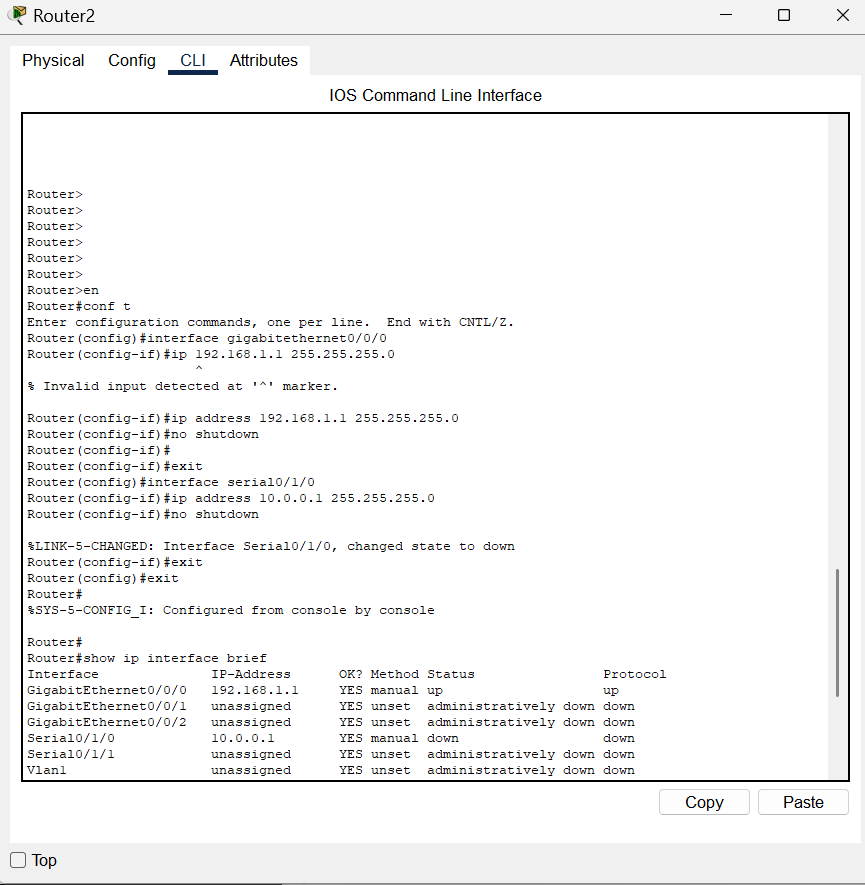 Router2
Physical Config CLI Attributes
IOS Command Line Interface
Router>
Router>
Router>
Router>
Router>
Router>
Router>en
Router#conf t
Enter configuration commands, one per line.  End with CNTL/Z.
Router(config)#interface gigabitethernet0/0/0
Router(config-if)#ip 192.168.1.1 255.255.255.0
^
% Invalid input detected at '^' marker.
Router(config-if)#ip address 192.168.1.1 255.255.255.0
Router(config-if)#no shutdown
Router(config-if)#
Router(config-if)#exit
Router(config)#interface serial0/1/0
Router(config-if)#ip address 10.0.0.1 255.255.255.0
Router(config-if)#no shutdown
%LINK-5-CHANGED: Interface Serial0/1/0, changed state to down
Router(config-if)#exit
Router(config)#exit
Router#
%SYS-5-CONFIG_I: Configured from console by console
Router#
Router#show ip interface brief
Interface              IP-Address      OK? Method Status                Protocol
GigabitEthernet0/0/0   192.168.1.1     YES manual up                    up
GigabitEthernet0/0/1   unassigned      YES unset  administratively down down
GigabitEthernet0/0/2   unassigned      YES unset  administratively down down
Serial0/1/0            10.0.0.1        YES manual down                  down
Serial0/1/1            unassigned      YES unset  administratively down down
Vlan1                  unassigned      YES unset  administratively down down
Copy Paste
Top